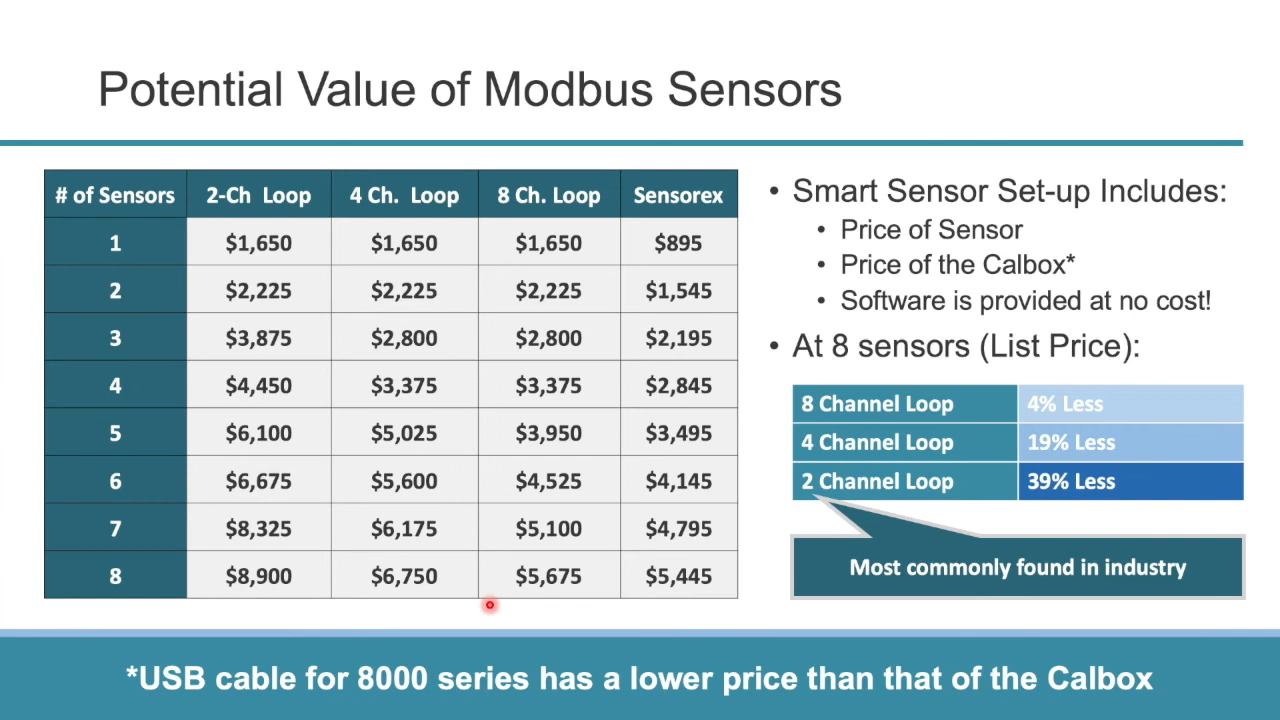 Potential Value of Modbus Sensors
# of Sensors 2-Ch Loop 4 Ch. Loop 8 Ch. Loop Sensorex
1 $1,650 $1,650 $1,650 $895
2 $2,225 $2,225 $2,225 $1,545
3 $3,875 $2,800 $2,800 $2,195
4 $4,450 $3,375 $3,375 $2,845
5 $6,100 $5,025 $3,950 $3,495
6 $6,675 $5,600 $4,525 $4,145
7 $8,325 $6,175 $5,100 $4,795
8 $8,900 $6,750 $5,675 $5,445
• Smart Sensor Set-up Includes:
• Price of Sensor
• Price of the Calbox*
• Software is provided at no cost!
• At 8 sensors (List Price):
8 Channel Loop 4% Less
4 Channel Loop 19% Less
2 Channel Loop 39% Less
Most commonly found in industry
*USB cable for 8000 series has a lower price than that of the Calbox